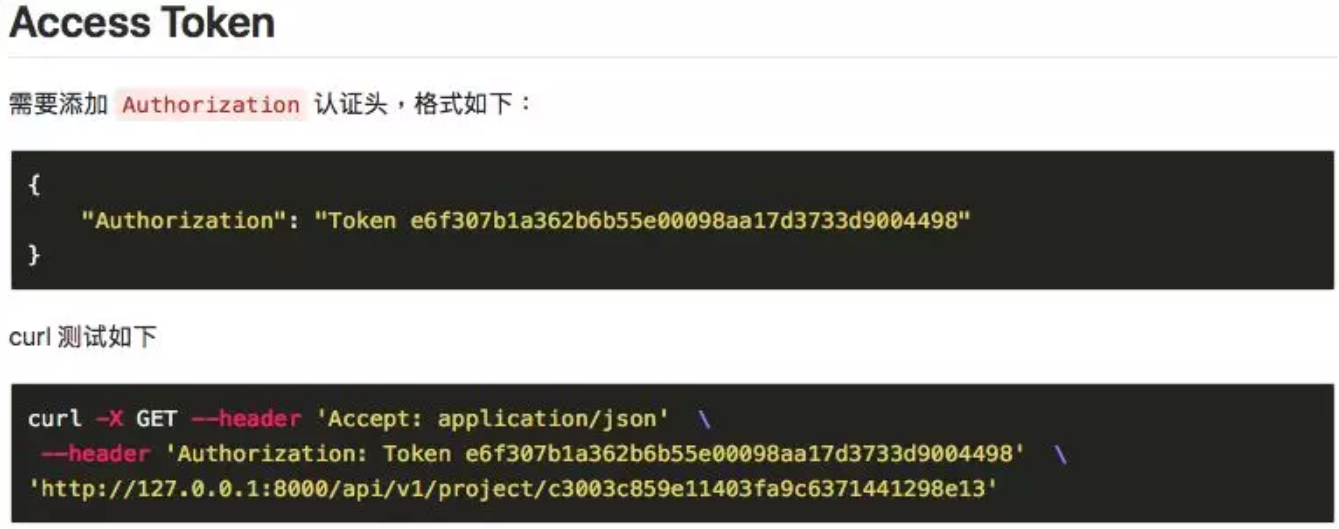 Access Token
需要添加 Authorization 认证头，格式如下：
{
"Authorization": "Token e6f307b1a362b6b55e00098aa17d3733d9004498"
}
curl 测试如下
curl -X GET --header 'Accept: application/json' \
--header 'Authorization: Token e6f307b1a362b6b55e00098aa17d3733d9004498' \
'http://127.0.0.1:8000/api/v1/project/c3003c859e11403fa9c6371441298e13'